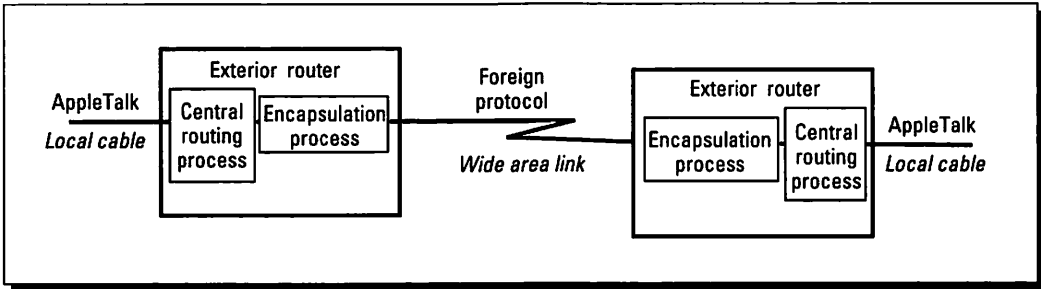 Exterior router
AppleTalk
Local cable
Central
routing
process
Encapsulation
process
Foreign
protocol
Wide area link
Exterior router
Encapsulation
process
Central
routing
process
AppleTalk
Local cable